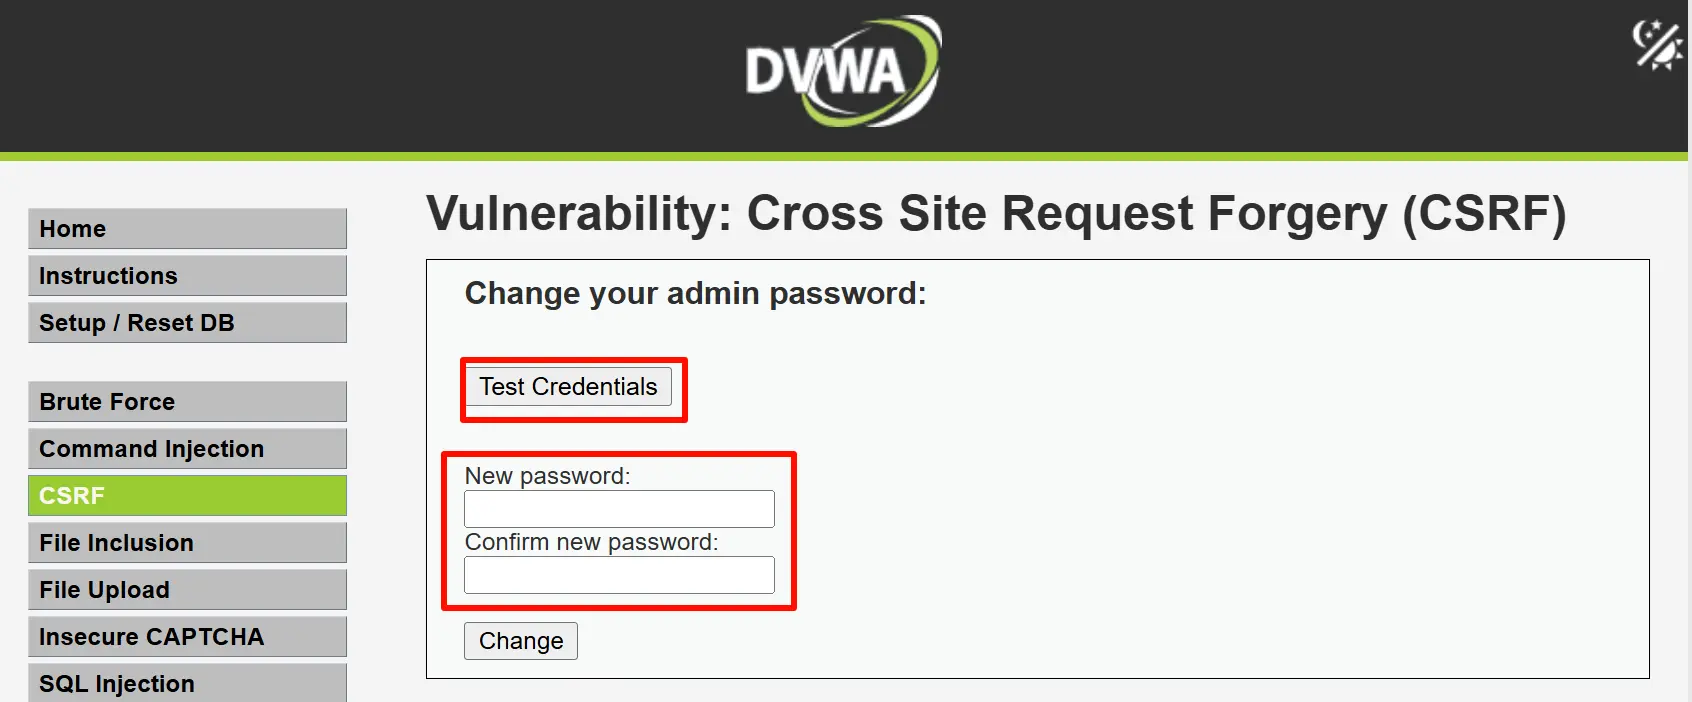 DVWA
Home
Instructions
Setup / Reset DB
Brute Force
Command Injection
CSRF
File Inclusion
File Upload
Insecure CAPTCHA
SQL Injection
Vulnerability: Cross Site Request Forgery (CSRF)
Change your admin password:
Test Credentials
New password:
Confirm new password:
Change